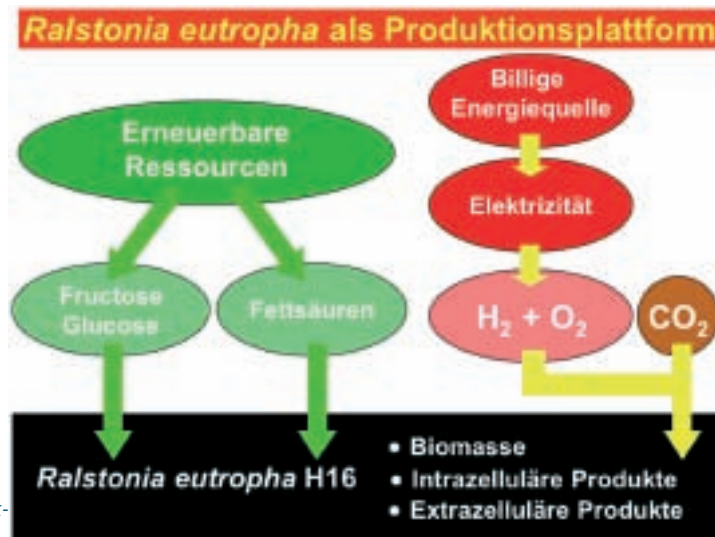 Ralstonia eutropha als Produktionsplattform
Erneuerbare
Ressourcen
Fructose
Glucose
Fettsäuren
Billige
Energiequelle
Elektrizität
H₂ + O₂
CO₂
Ralstonia eutropha H16
• Biomasse
• Intrazelluläre Produkte
• Extrazelluläre Produkte